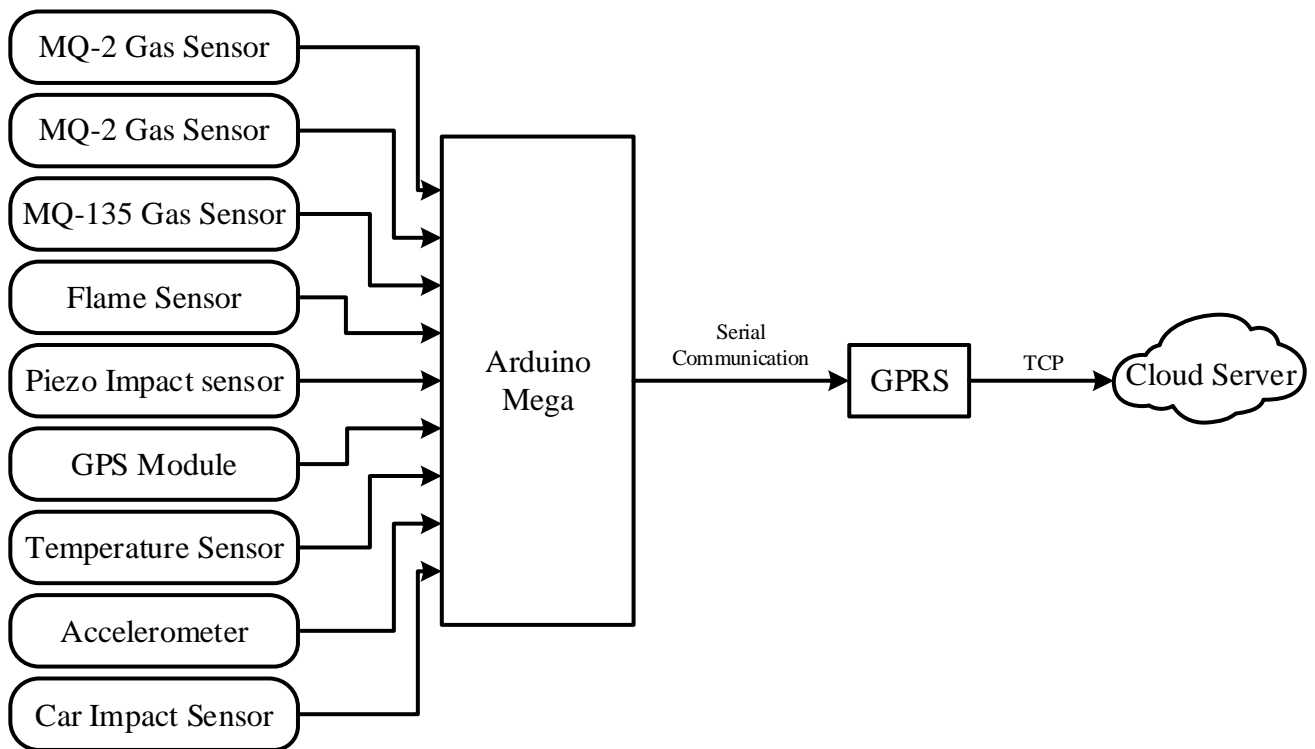 MQ-2 Gas Sensor
MQ-2 Gas Sensor
MQ-135 Gas Sensor
Flame Sensor
Piezo Impact sensor
GPS Module
Temperature Sensor
Accelerometer
Car Impact Sensor
Arduino
Mega
Serial
Communication
GPRS
TCP
Cloud Server